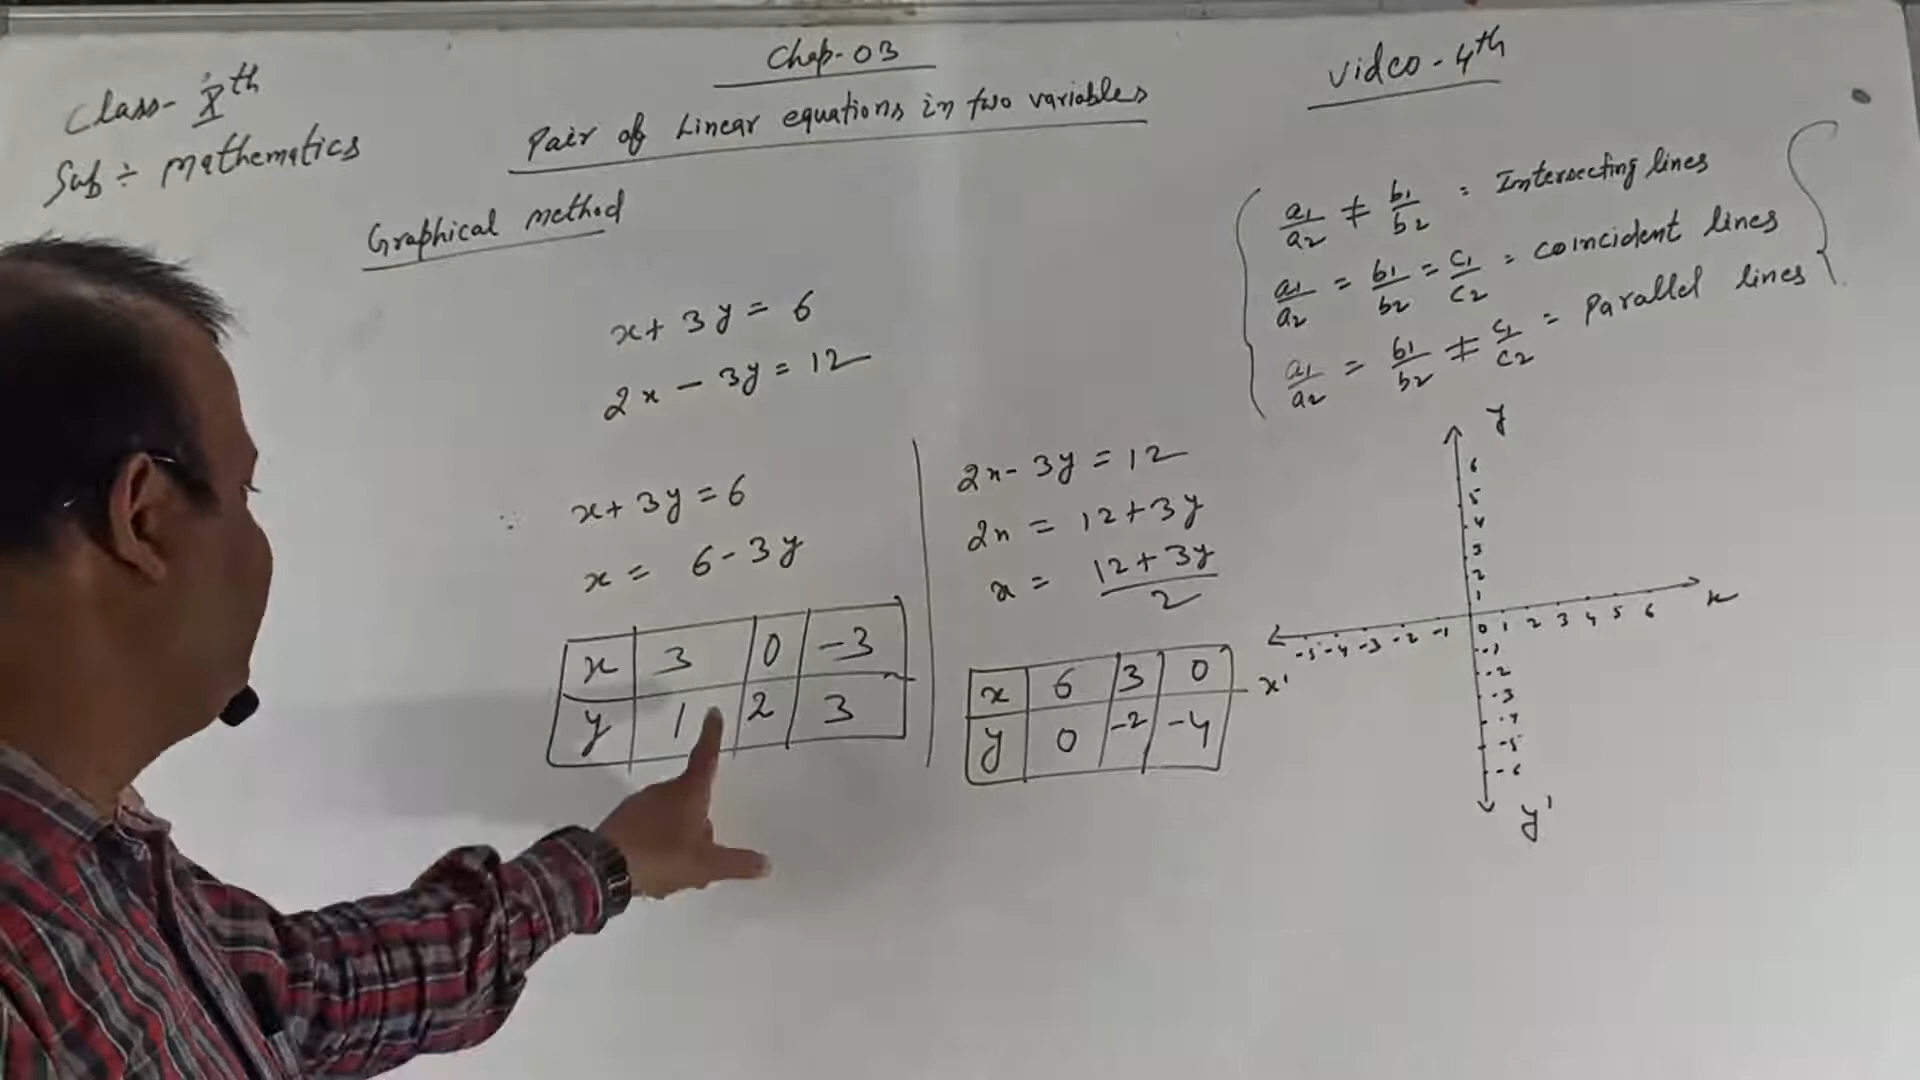 Class- Xth
Sub ÷ mathematics
Chap-03
Pair of Linear equations in two variables
Video-4th
Graphical method
x + 3y = 6
2x - 3y = 12
a1/a2 ≠ b1/b2 = Intersecting lines
a1/a2 = b1/b2 = c1/c2 = coincident lines
a1/a2 = b1/b2 ≠ c1/c2 = Parallel lines
x + 3y = 6
x = 6 - 3y
x 3 0 -3
y 1 2 3
2x - 3y = 12
2x = 12 + 3y
x = (12 + 3y)/2
x 6 3 0
y 0 -2 -4
y
6
5
4
3
2
1
x' -5 -4 -3 -2 -1 0 1 2 3 4 5 6 x
-1
-2
-3
-4
-5
-6
y'